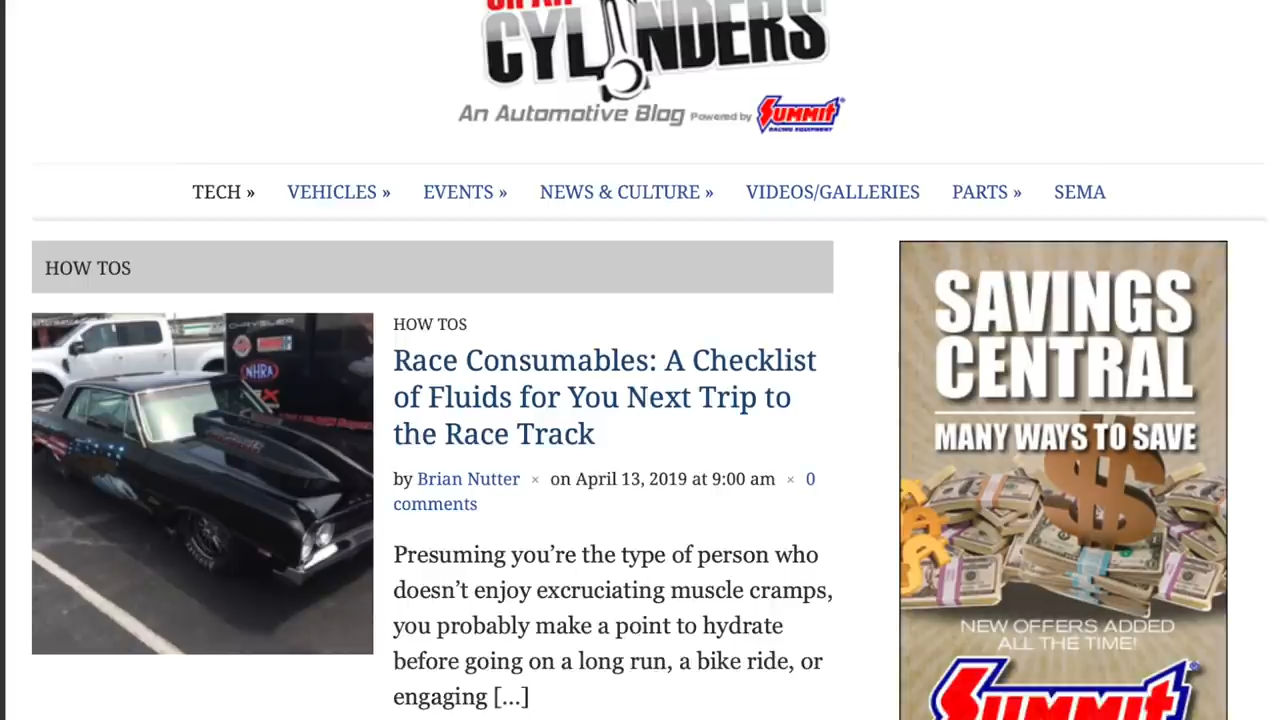 CYLINDERS
An Automotive Blog Powered by SUMMIT
RACING EQUIPMENT
TECH » VEHICLES » EVENTS » NEWS & CULTURE » VIDEOS/GALLERIES PARTS » SEMA
HOW TOS
CHRYSLER
NHRA
HOW TOS
Race Consumables: A Checklist
of Fluids for You Next Trip to
the Race Track
by Brian Nutter × on April 13, 2019 at 9:00 am × 0
comments
Presuming you’re the type of person who
doesn’t enjoy excruciating muscle cramps,
you probably make a point to hydrate
before going on a long run, a bike ride, or
engaging [...]
SAVINGS
CENTRAL
MANY WAYS TO SAVE
NEW OFFERS ADDED
ALL THE TIME!
SUMMIT